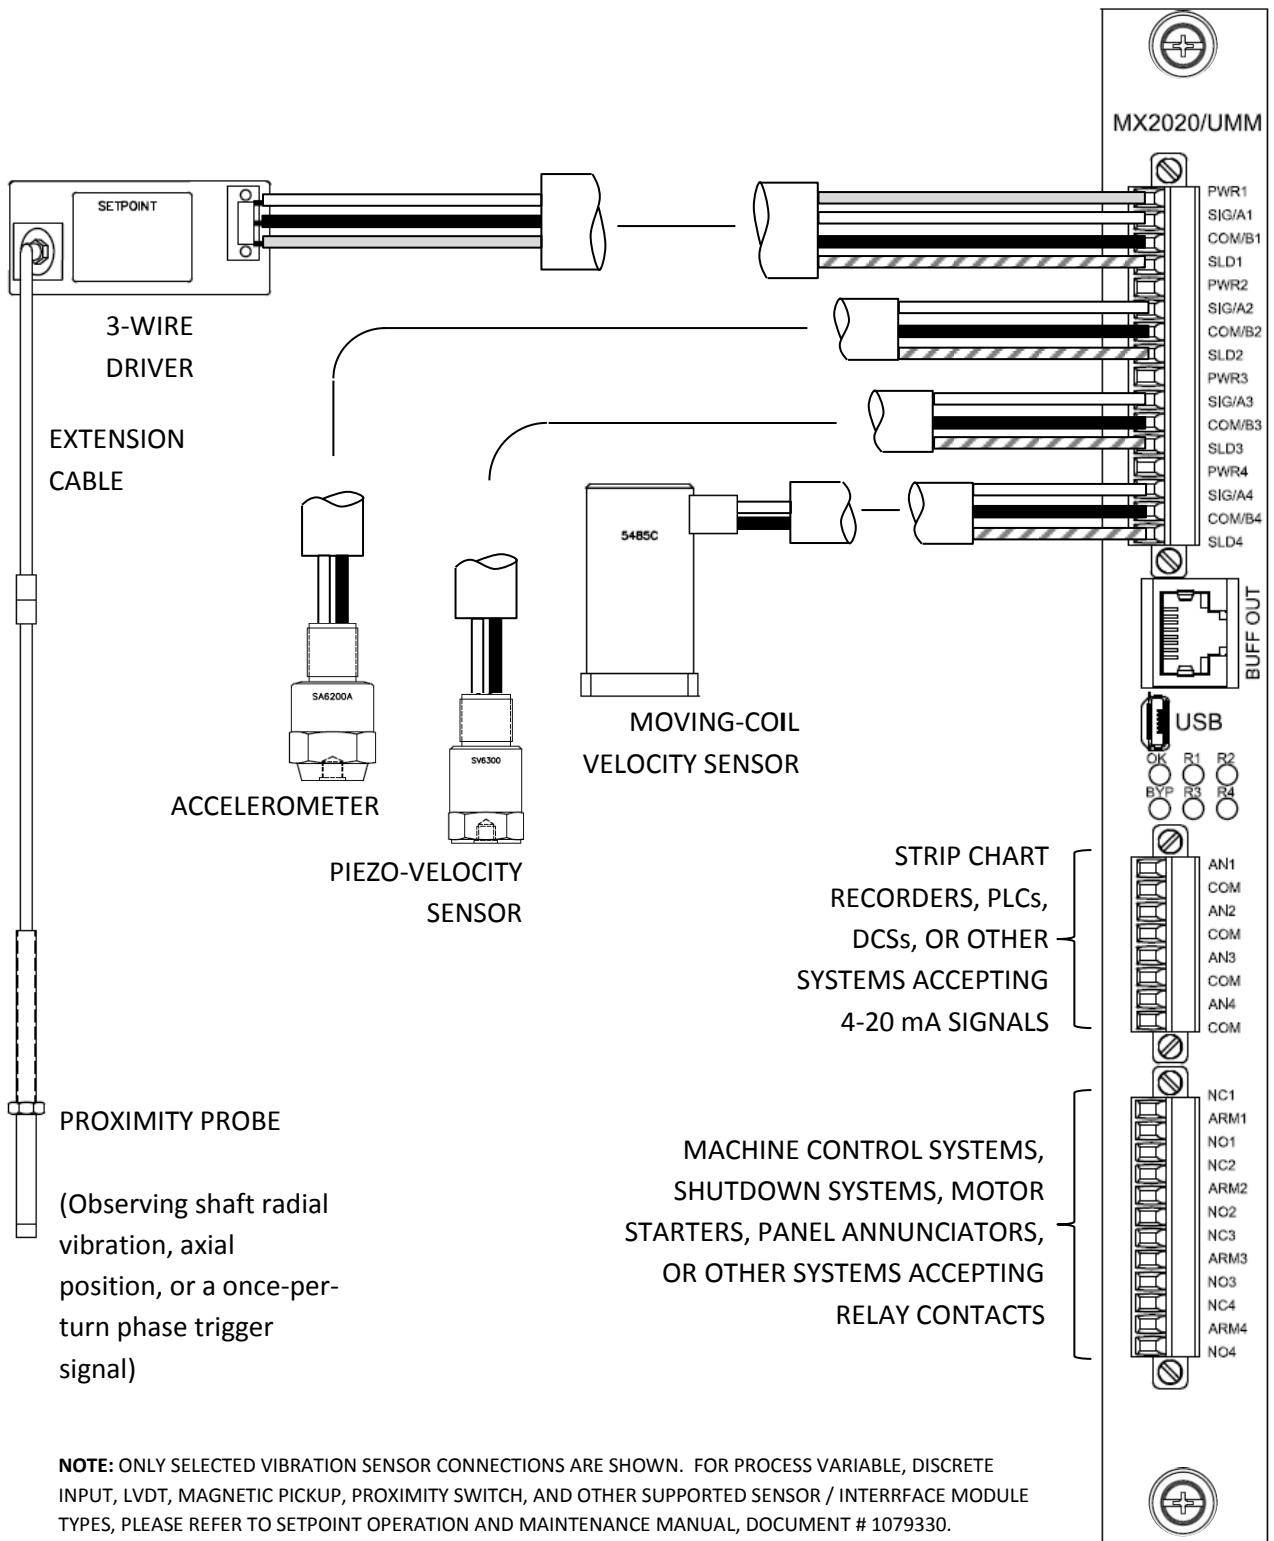 MX2020/UMM
SETPOINT
3-WIRE
DRIVER
EXTENSION
CABLE
PWR1
SIG/A1
COM/B1
SLD1
PWR2
SIG/A2
COM/B2
SLD2
PWR3
SIG/A3
COM/B3
SLD3
PWR4
SIG/A4
COM/B4
SLD4
5485C
SA6200A
SV6300
ACCELEROMETER
PIEZO-VELOCITY
SENSOR
MOVING-COIL
VELOCITY SENSOR
BUFF OUT
USB
OK R1 R2
BYP R3 R4
STRIP CHART
RECORDERS, PLCs,
DCSs, OR OTHER
SYSTEMS ACCEPTING
4-20 mA SIGNALS
AN1
COM
AN2
COM
AN3
COM
AN4
COM
PROXIMITY PROBE
(Observing shaft radial
vibration, axial
position, or a once-per-
turn phase trigger
signal)
MACHINE CONTROL SYSTEMS,
SHUTDOWN SYSTEMS, MOTOR
STARTERS, PANEL ANNUNCIATORS,
OR OTHER SYSTEMS ACCEPTING
RELAY CONTACTS
NC1
ARM1
NO1
NC2
ARM2
NO2
NC3
ARM3
NO3
NC4
ARM4
NO4
NOTE: ONLY SELECTED VIBRATION SENSOR CONNECTIONS ARE SHOWN. FOR PROCESS VARIABLE, DISCRETE
INPUT, LVDT, MAGNETIC PICKUP, PROXIMITY SWITCH, AND OTHER SUPPORTED SENSOR / INTERRFACE MODULE
TYPES, PLEASE REFER TO SETPOINT OPERATION AND MAINTENANCE MANUAL, DOCUMENT # 1079330.